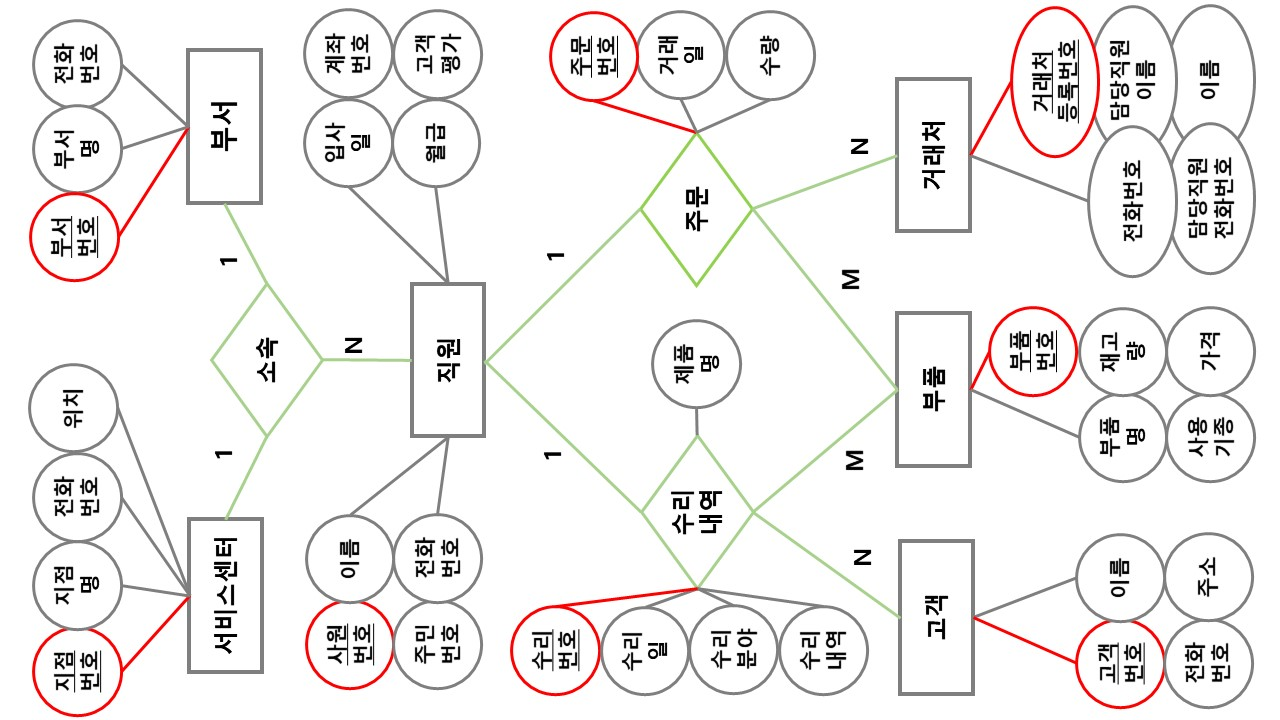 지점
번호
지점
명
전화
번호
위치
부서
번호
부서
명
전화
번호
서비스센터
1
소속
1
부서
N
사원
번호
이름
주민
번호
전화
번호
직원
입사
일
계좌
번호
월급
고객
평가
1
1
수리
번호
수리
일
수리
분야
수리
내역
수리
내역
제품
명
주문
주문
번호
거래
일
수량
N
M
M
N
고객
부품
거래처
고객
번호
이름
전화
번호
주소
부품
번호
부품
명
재고
량
사용
기종
가격
거래처
등록번호
전화번호
담당직원
이름
담당직원
전화번호
이름